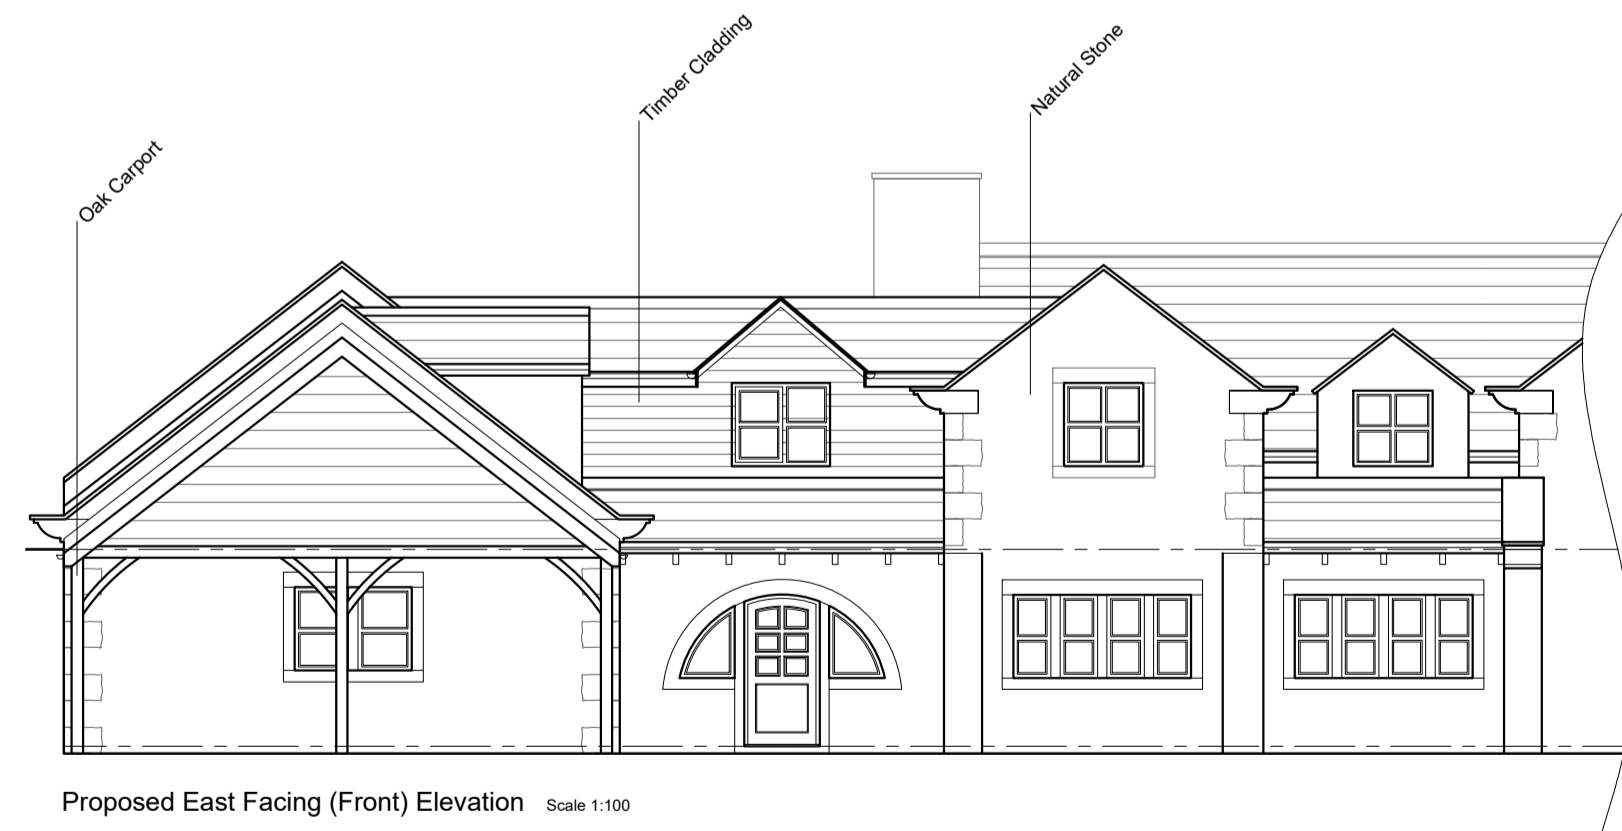 Oak Carport
Timber Cladding
Natural Stone
Proposed East Facing (Front) Elevation Scale 1:100